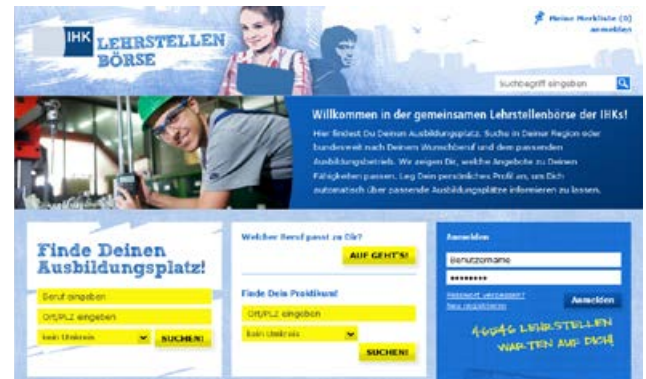 Meine Merkliste (0)
anmelden
IHK LEHRSTELLEN
BÖRSE
Suchbegriff eingeben
Willkommen in der gemeinsamen Lehrstellenbörse der IHKs!
Hier findest Du Deinen Ausbildungsplatz. Suche in Deiner Region oder
bundesweit nach Deinem Wunschberuf und dem passenden
Ausbildungsbetrieb. Wir zeigen Dir, welche Angebote zu Deinen
Fähigkeiten passen. Leg Dein persönliches Profil an, um Dich
automatisch über passende Ausbildungsplätze informieren zu lassen.
Finde Deinen
Ausbildungsplatz!
Beruf eingeben
Ort/PLZ eingeben
kein Umkreis
SUCHEN!
Welcher Beruf passt zu Dir?
AUF GEHT'S!
Finde Dein Praktikum!
Ort/PLZ eingeben
kein Umkreis
SUCHEN!
Anmelden
Benutzername
••••••••
Passwort vergessen?
Neu registrieren
Anmelden
46246 LEHRSTELLEN
WARTEN AUF DICH!